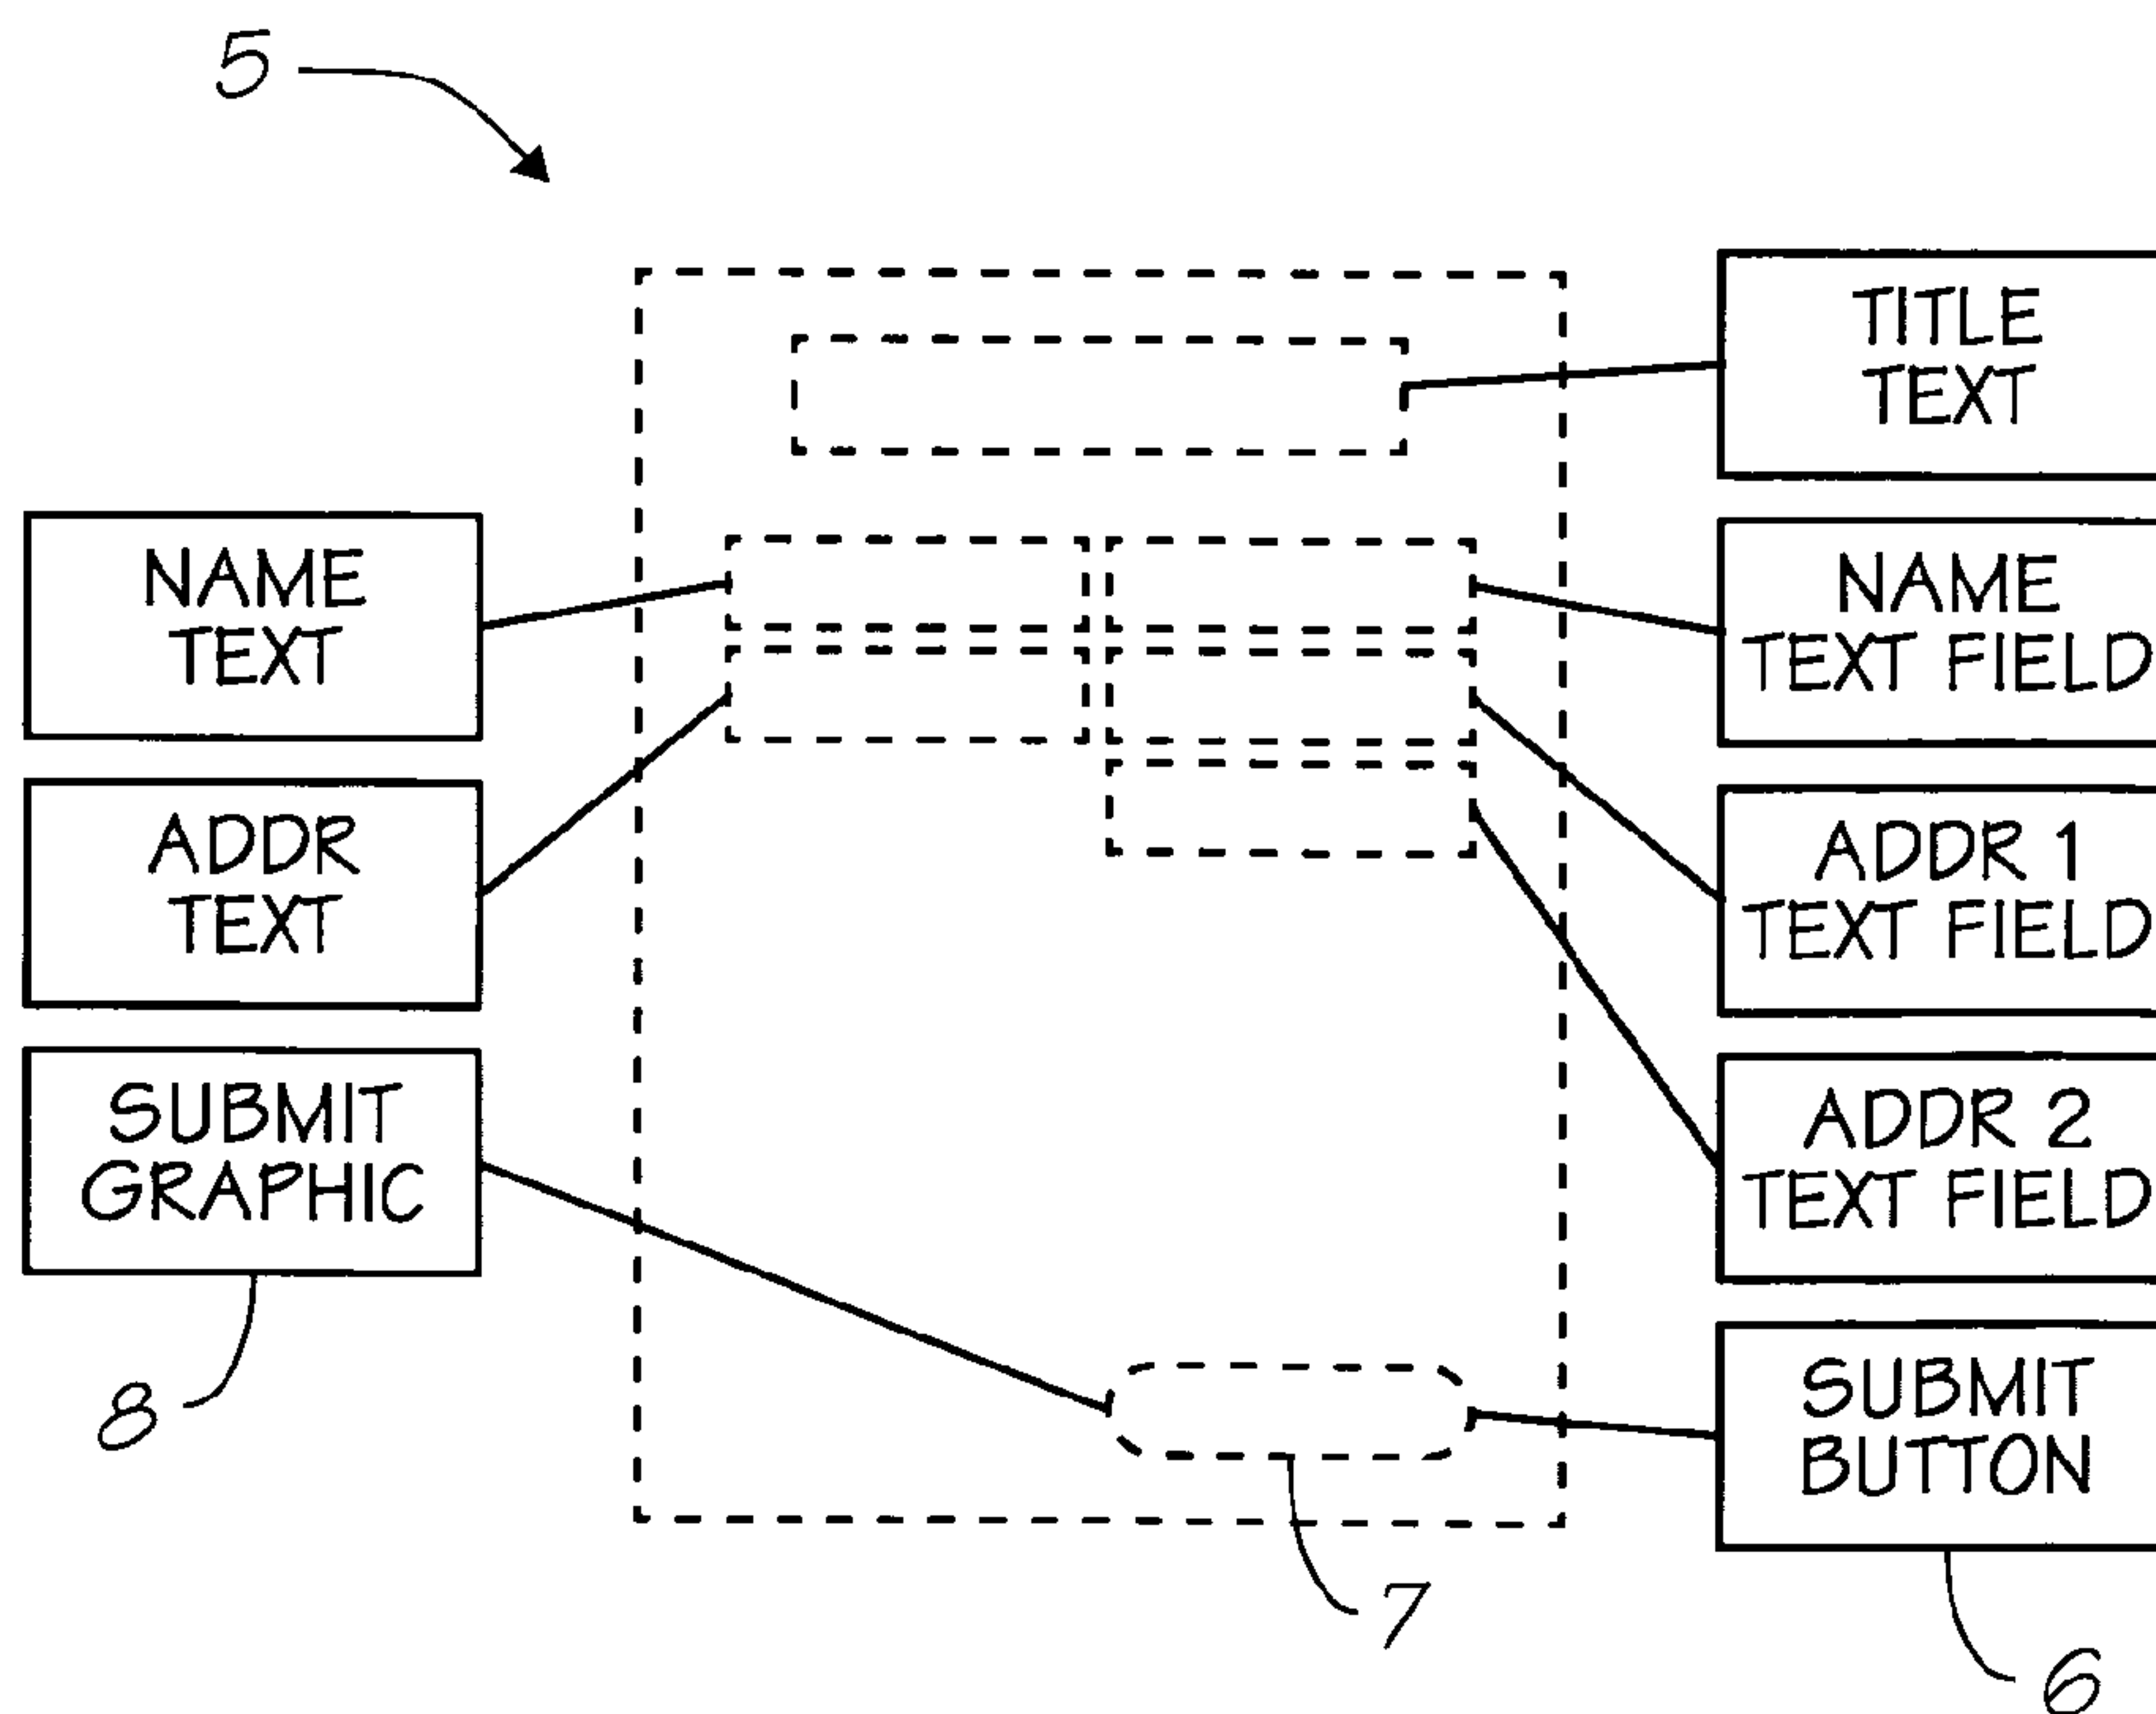 5
TITLE
TEXT
NAME
TEXT
NAME
TEXT FIELD
ADDR
TEXT
ADDR 1
TEXT FIELD
SUBMIT
GRAPHIC
ADDR 2
TEXT FIELD
SUBMIT
BUTTON
8
7
6